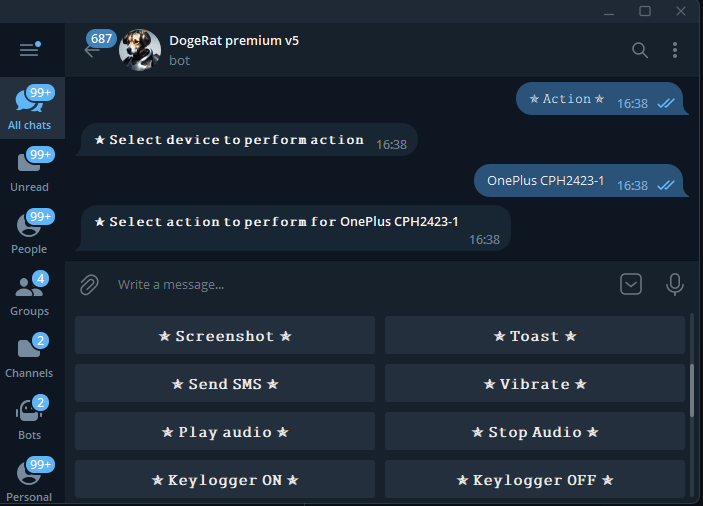 687
DogeRat premium v5
bot
99+
All chats
99+
Unread
99+
People
4
Groups
2
Channels
2
Bots
99+
Personal
✯ Action ✯ 16:38
✯ Select device to perform action 16:38
OnePlus CPH2423-1 16:38
✯ Select action to perform for OnePlus CPH2423-1
16:38
Write a message...
✯ Screenshot ✯
✯ Toast ✯
✯ Send SMS ✯
✯ Vibrate ✯
✯ Play audio ✯
✯ Stop Audio ✯
✯ Keylogger ON ✯
✯ Keylogger OFF ✯